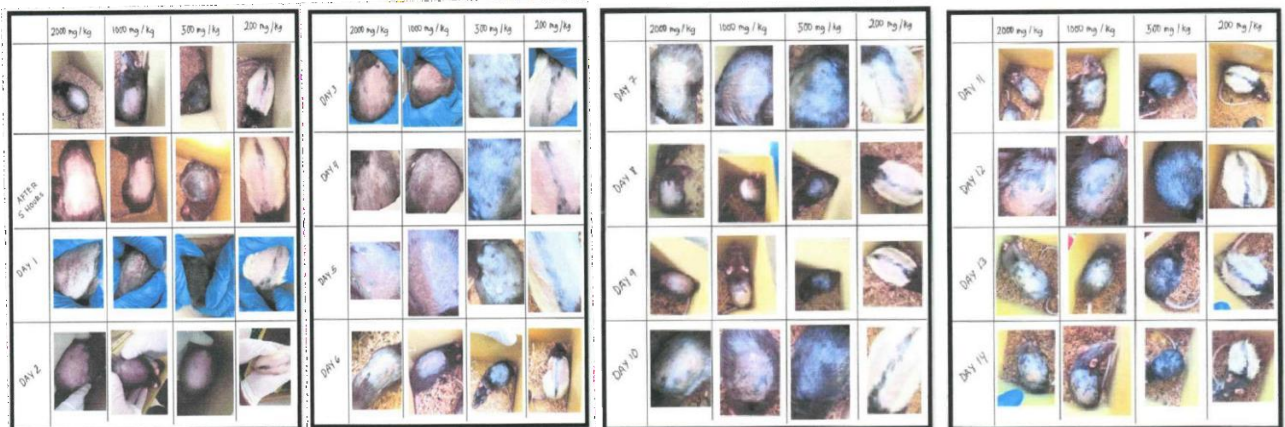 2000 mg/kg 1000 mg/kg 500 mg/kg 200 mg/kg
AFTER
5 HOURS
DAY 1
DAY 2
2000 mg/kg 1000 mg/kg 500 mg/kg 200 mg/kg
DAY 3
DAY 4
DAY 5
DAY 6
2000 mg/kg 1000 mg/kg 500 mg/kg 200 mg/kg
DAY 7
DAY 8
DAY 9
DAY 10
2000 mg/kg 1000 mg/kg 500 mg/kg 200 mg/kg
DAY 11
DAY 12
DAY 13
DAY 14